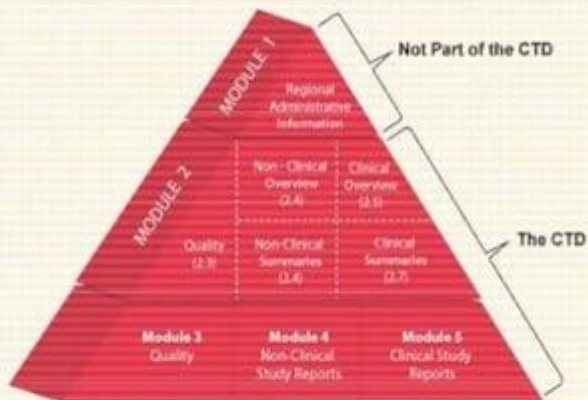 MODULE 1
Not Part of the CTD
Regional
Administrative
Information
MODULE 2
Non - Clinical
Overview
(2.4)
Clinical
Overview
(2.5)
The CTD
Quality
(2.3)
Non-Clinical
Summaries
(2.4)
Clinical
Summaries
(2.7)
Module 3
Quality
Module 4
Non-Clinical
Study Reports
Module 5
Clinical Study
Reports